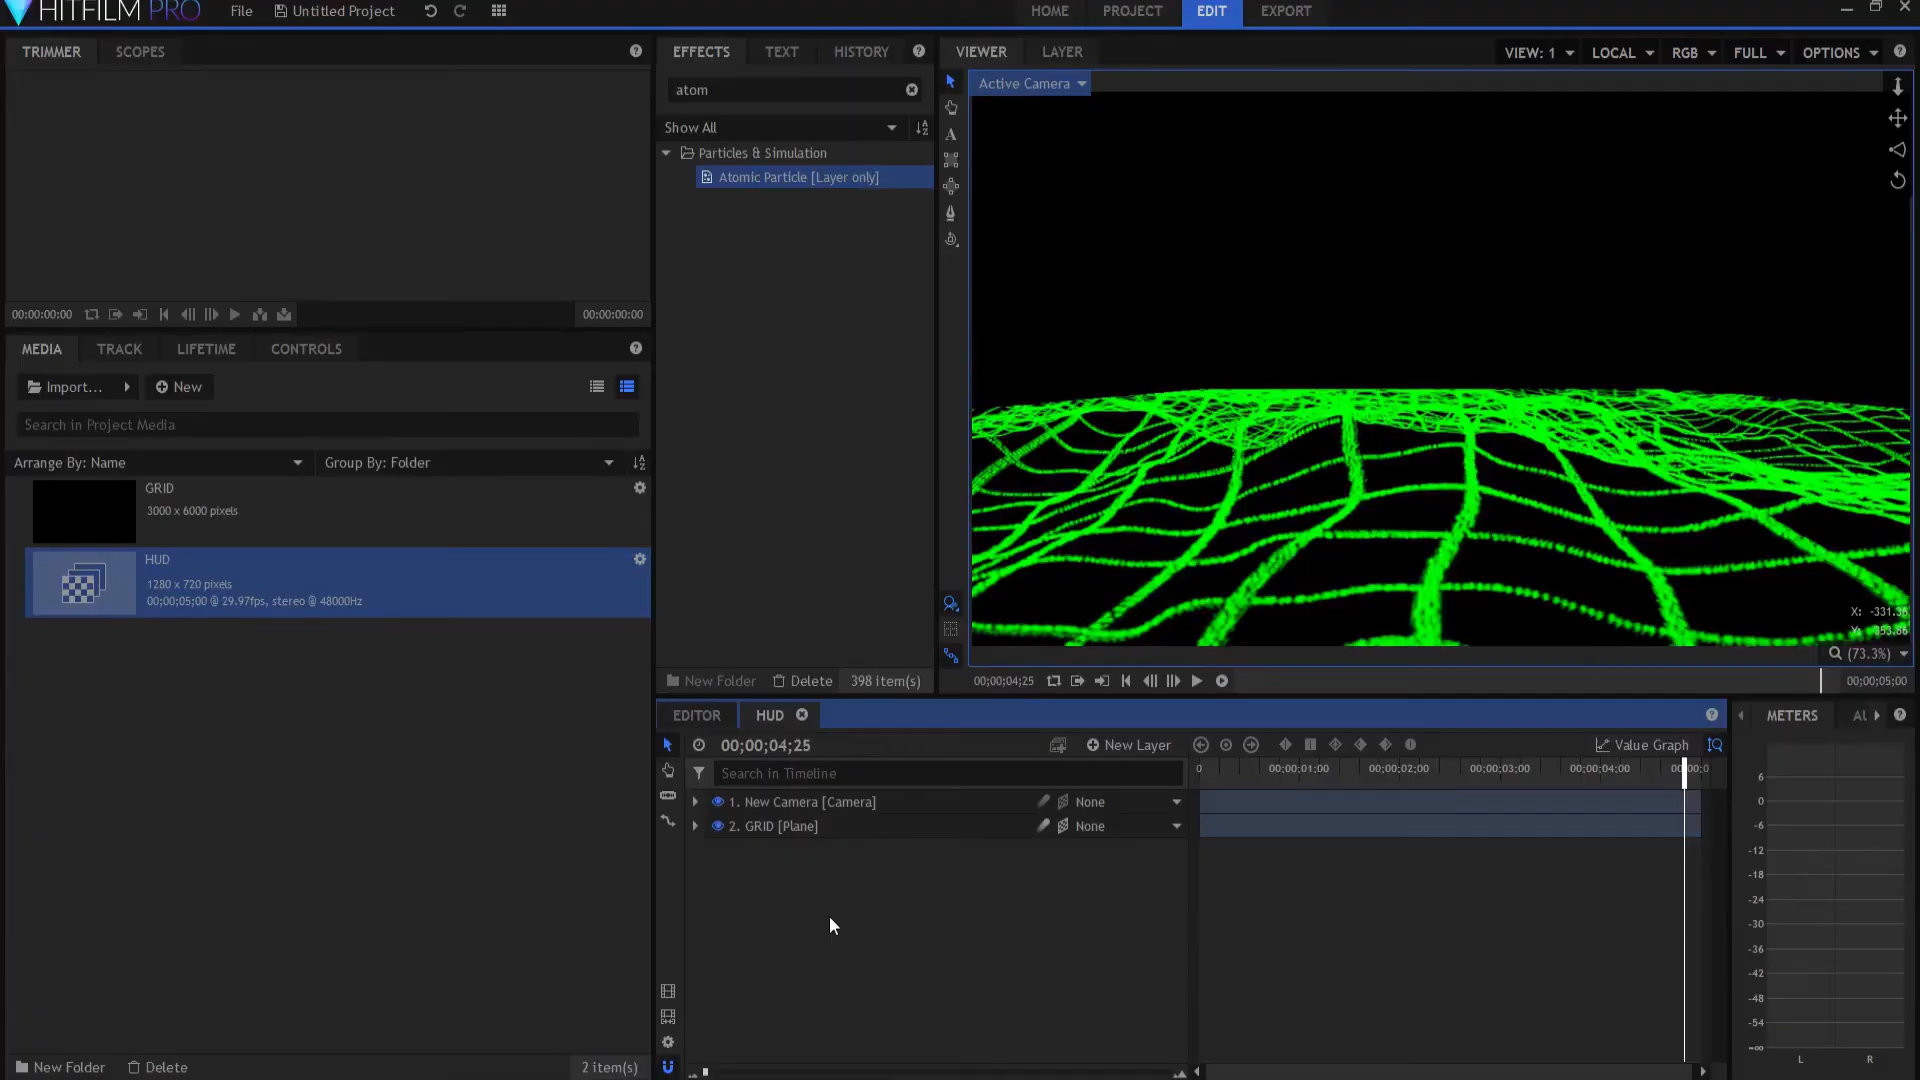 HITFILM PRO
File
Untitled Project
HOME
PROJECT
EDIT
EXPORT
TRIMMER
SCOPES
00:00:00:00
00:00:00:00
MEDIA
TRACK
LIFETIME
CONTROLS
Import...
New
Search in Project Media
Arrange By: Name
Group By: Folder
GRID
3000 x 6000 pixels
HUD
1280 x 720 pixels
00;00;05;00 @ 29.97fps, stereo @ 48000Hz
New Folder
Delete
2 item(s)
EFFECTS
TEXT
HISTORY
atom
Show All
Particles & Simulation
Atomic Particle [Layer only]
New Folder
Delete
398 item(s)
VIEWER
LAYER
VIEW: 1
LOCAL
RGB
FULL
OPTIONS
Active Camera
A
X: -331.36
Y: -353.86
(73.3%)
00;00;04;25
00;00;05;00
EDITOR
HUD
00;00;04;25
New Layer
Value Graph
Search in Timeline
0
00;00;01;00
00;00;02;00
00;00;03;00
00;00;04;00
1. New Camera [Camera]
None
2. GRID [Plane]
None
METERS
6
0
-6
-12
-18
-24
-30
-36
-42
-48
-54
-∞
L
R